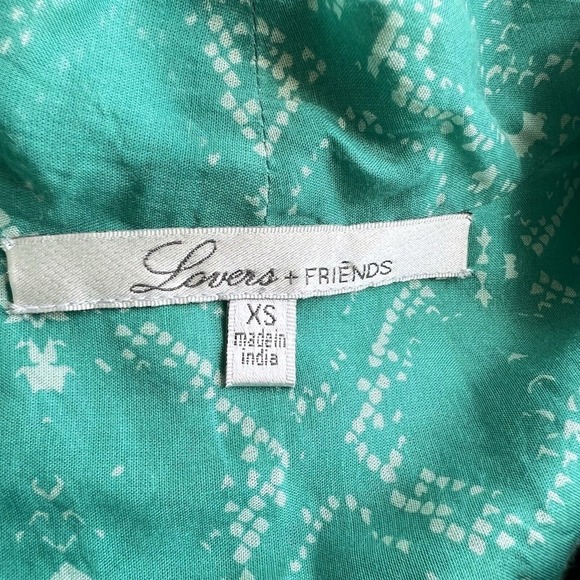 Lovers + FRIENDS
XS
made in
india